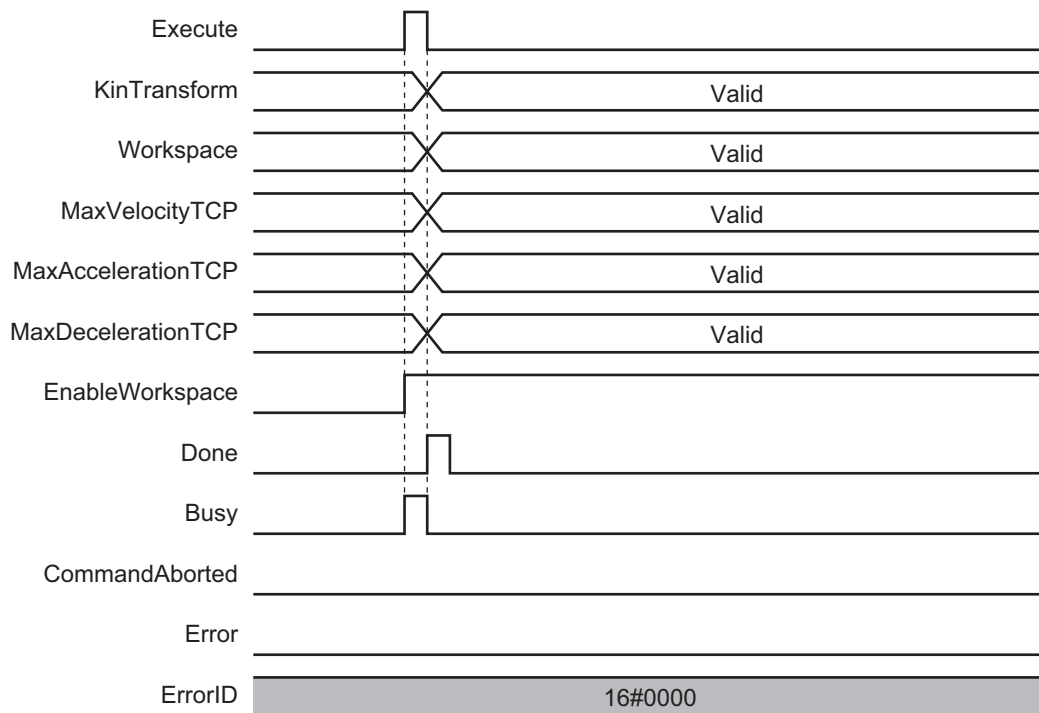 Execute
KinTransform Valid
Workspace Valid
MaxVelocityTCP Valid
MaxAccelerationTCP Valid
MaxDecelerationTCP Valid
EnableWorkspace
Done
Busy
CommandAborted
Error
ErrorID 16#0000